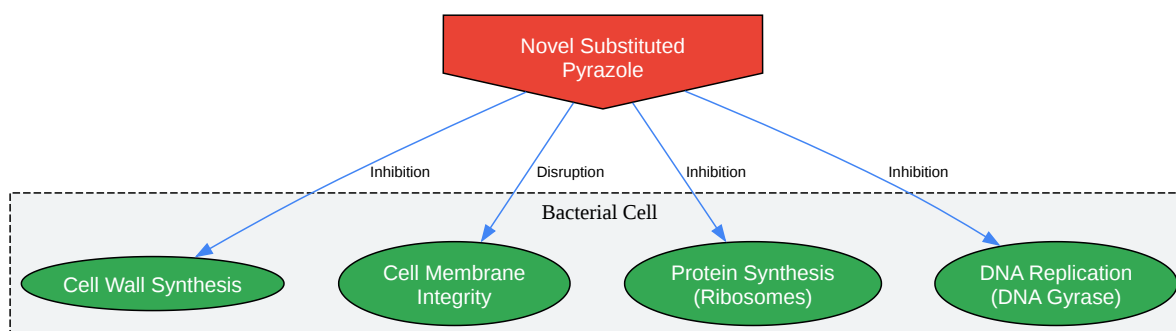 Novel Substituted
Pyrazole
Inhibition
Disruption
Inhibition
Inhibition
Bacterial Cell
Cell Wall Synthesis
Cell Membrane
Integrity
Protein Synthesis
(Ribosomes)
DNA Replication
(DNA Gyrase)